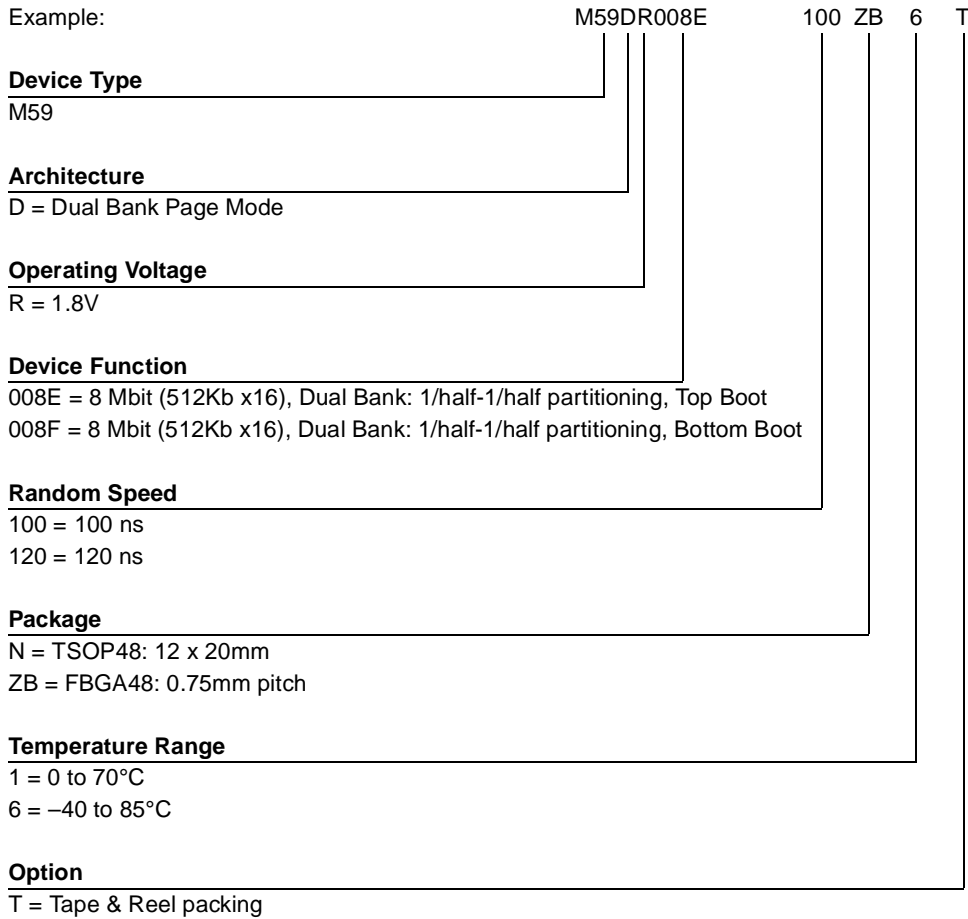 Example: M59DR008E 100 ZB 6 T
Device Type
M59
Architecture
D = Dual Bank Page Mode
Operating Voltage
R = 1.8V
Device Function
008E = 8 Mbit (512Kb x16), Dual Bank: 1/half-1/half partitioning, Top Boot
008F = 8 Mbit (512Kb x16), Dual Bank: 1/half-1/half partitioning, Bottom Boot
Random Speed
100 = 100 ns
120 = 120 ns
Package
N = TSOP48: 12 x 20mm
ZB = FBGA48: 0.75mm pitch
Temperature Range
1 = 0 to 70°C
6 = –40 to 85°C
Option
T = Tape & Reel packing